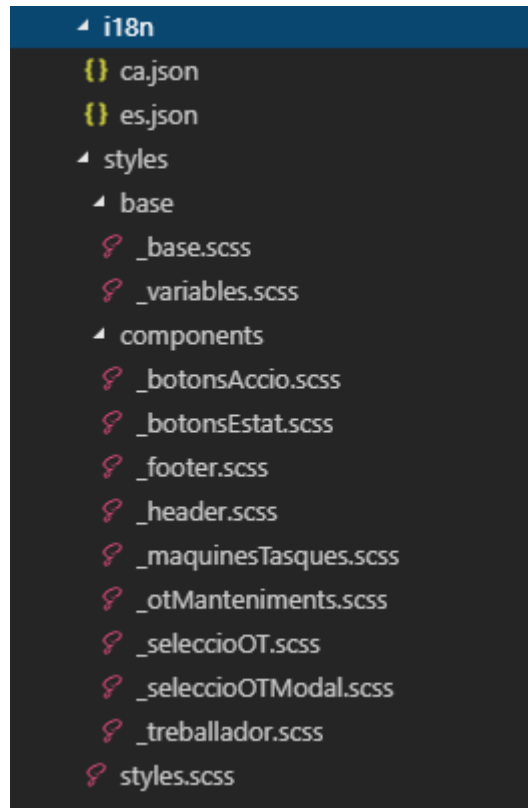 i18n
{} ca.json
{} es.json
styles
base
_base.scss
_variables.scss
components
_botonsAccio.scss
_botonsEstat.scss
_footer.scss
_header.scss
_maquinesTasques.scss
_otManteniments.scss
_seleccioOT.scss
_seleccioOTModal.scss
_treballador.scss
styles.scss